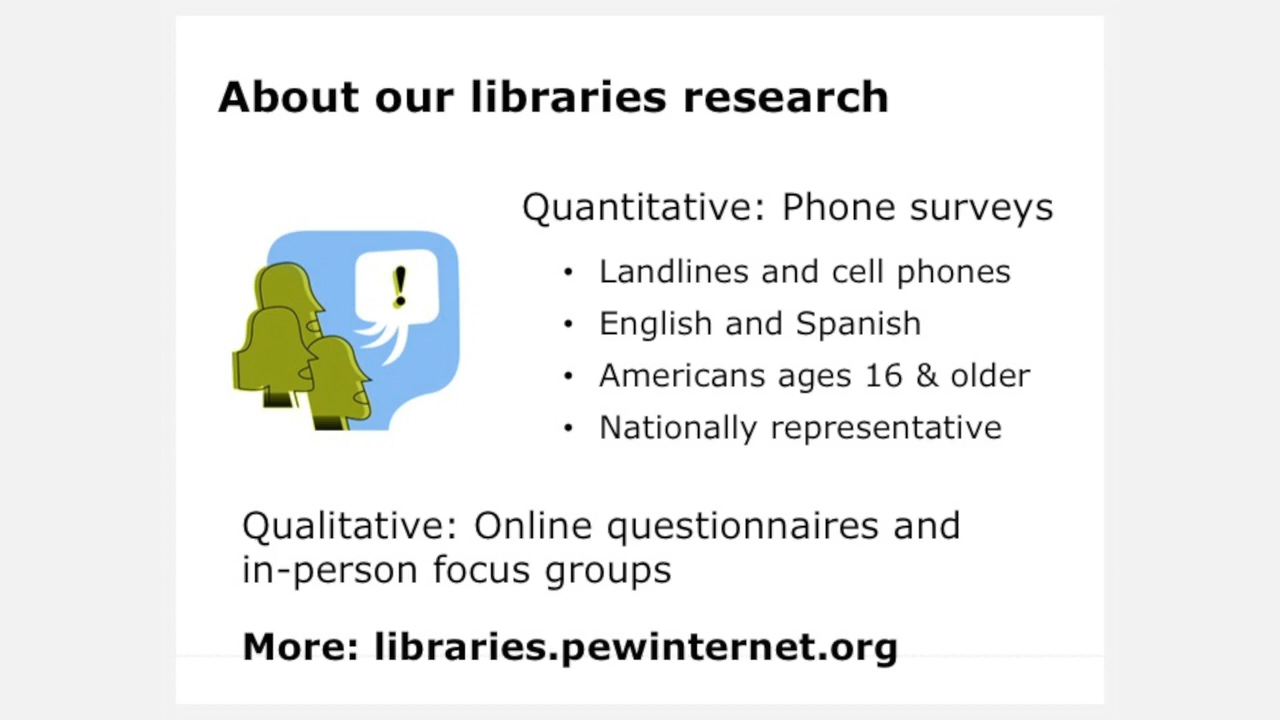 About our libraries research
Quantitative: Phone surveys
• Landlines and cell phones
• English and Spanish
• Americans ages 16 & older
• Nationally representative
!
Qualitative: Online questionnaires and
in-person focus groups
More: libraries.pewinternet.org